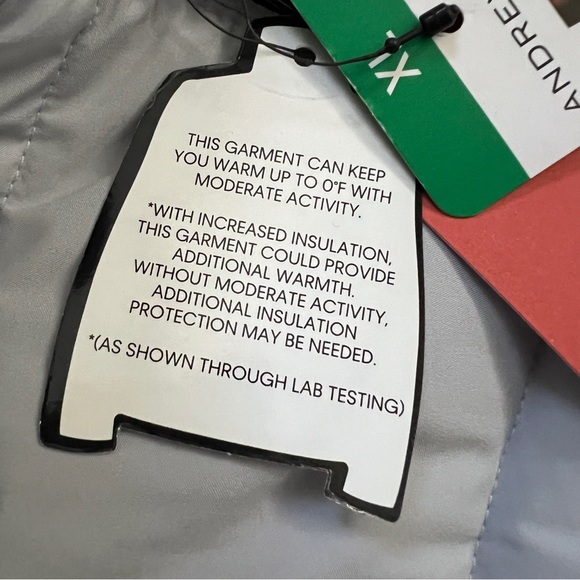 XL
ANDRE
THIS GARMENT CAN KEEP
YOU WARM UP TO 0°F WITH
MODERATE ACTIVITY.
*WITH INCREASED INSULATION,
THIS GARMENT COULD PROVIDE
ADDITIONAL WARMTH.
WITHOUT MODERATE ACTIVITY,
ADDITIONAL INSULATION
PROTECTION MAY BE NEEDED.
*(AS SHOWN THROUGH LAB TESTING)